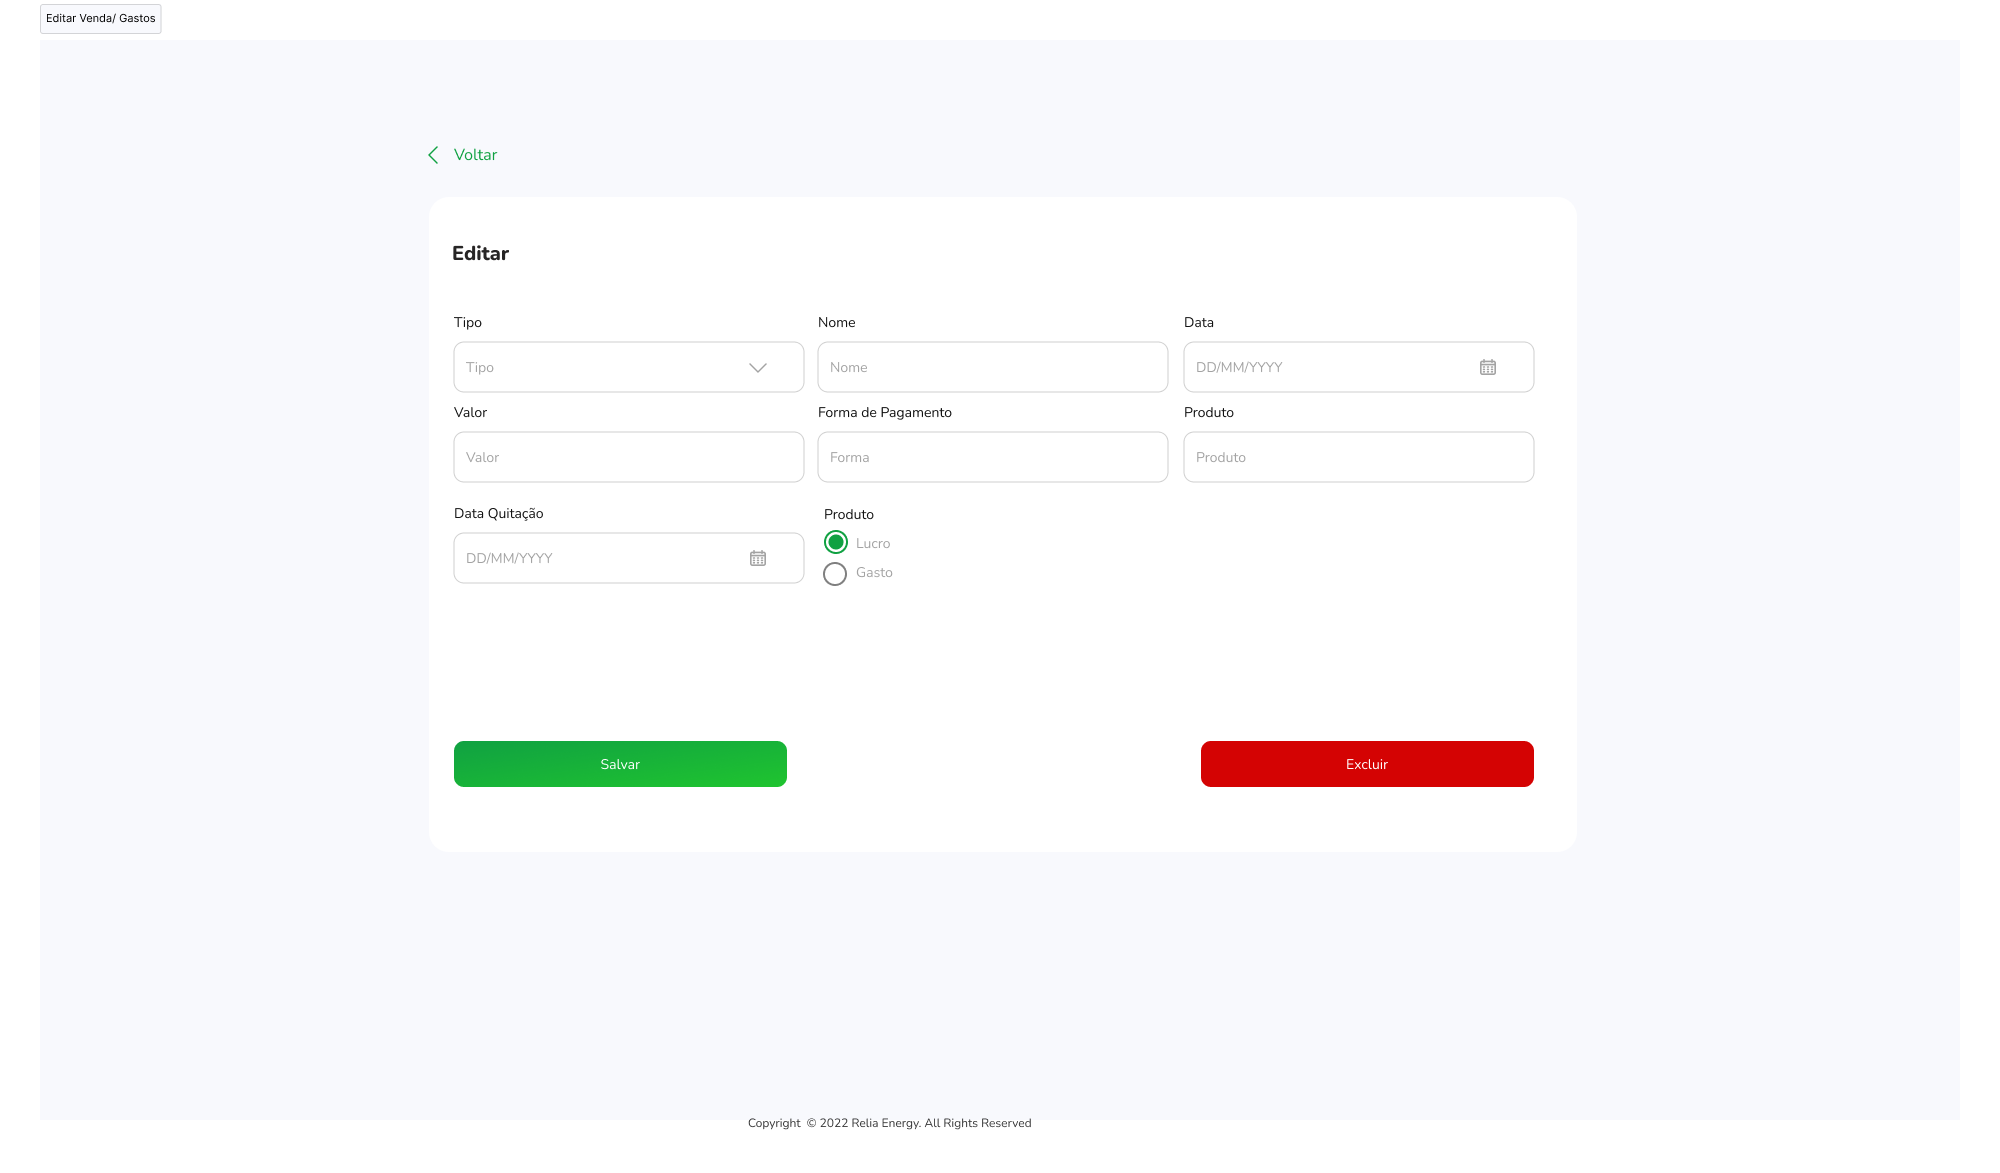 Editar Venda/ Gastos
Voltar
Editar
Tipo
Nome
Data
Tipo
Nome
DD/MM/YYYY
Valor
Forma de Pagamento
Produto
Valor
Forma
Produto
Data Quitação
Produto
DD/MM/YYYY
Lucro
Gasto
Salvar
Excluir
Copyright © 2022 Relia Energy. All Rights Reserved